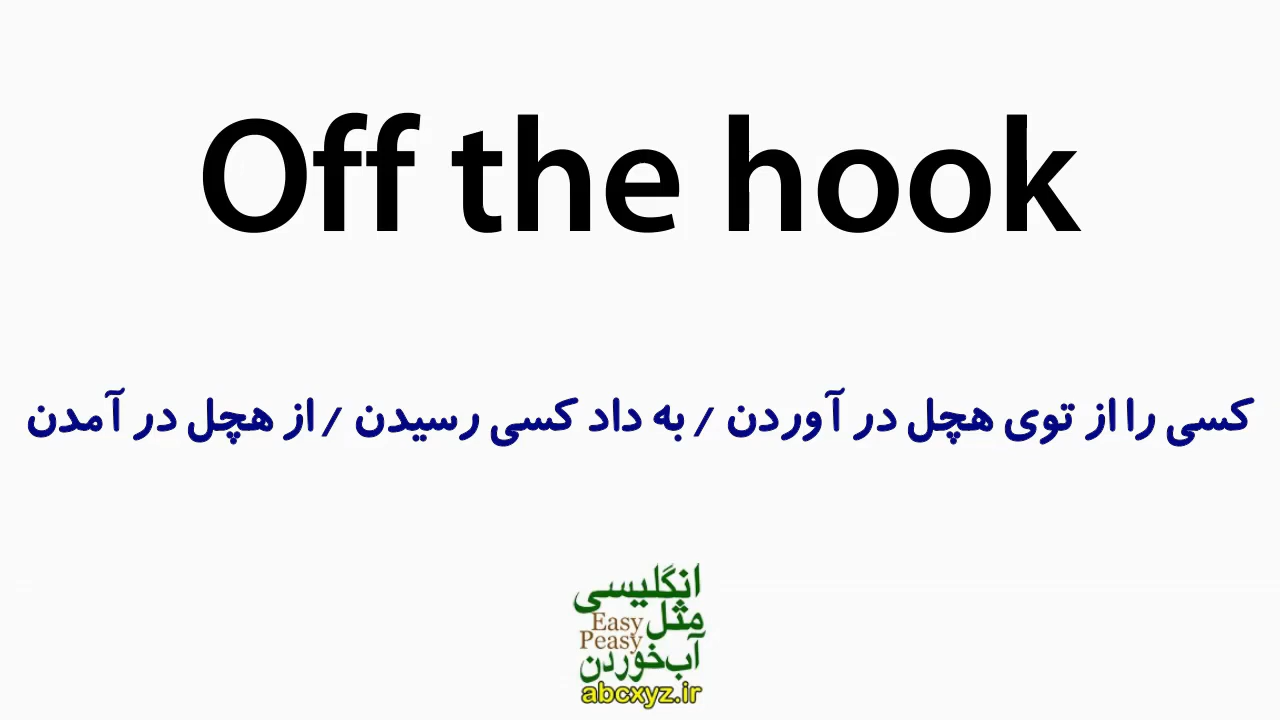 Off the hook
کسی را از توی هچل در آوردن / به داد کسی رسیدن / از هچل در آمدن
انگلیسی
مثل
Easy
Peasy
آب‌خوردن
abcxyz.ir